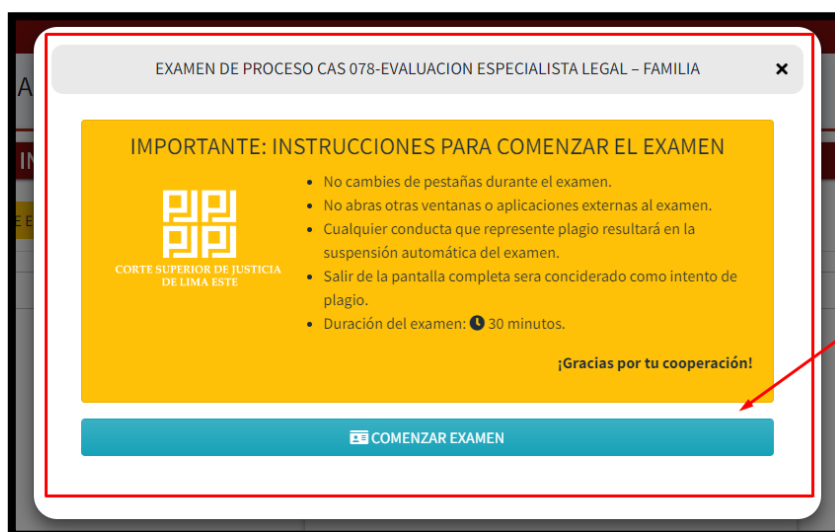 EXAMEN DE PROCESO CAS 078-EVALUACION ESPECIALISTA LEGAL – FAMILIA
IMPORTANTE: INSTRUCCIONES PARA COMENZAR EL EXAMEN
• No cambies de pestañas durante el examen.
• No abras otras ventanas o aplicaciones externas al examen.
• Cualquier conducta que represente plagio resultará en la
suspensión automática del examen.
• Salir de la pantalla completa sera conciderado como intento de
plagio.
• Duración del examen: 30 minutos.
CORTE SUPERIOR DE JUSTICIA
DE LIMA ESTE
¡Gracias por tu cooperación!
COMENZAR EXAMEN